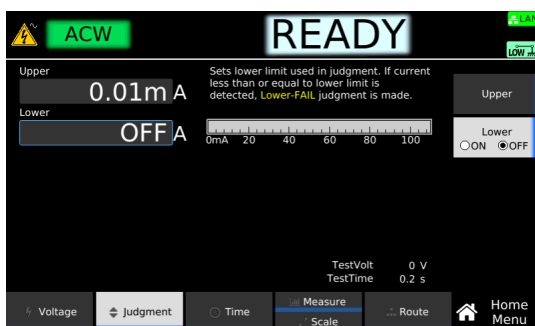 ACW
READY
LAN
LOW
Upper
0.01m A
Lower
OFF A
Sets lower limit used in judgment. If current
less than or equal to lower limit is
detected, Lower-FAIL judgment is made.
0mA 20 40 60 80 100
Upper
Lower
ON OFF
TestVolt 0 V
TestTime 0.2 s
Voltage
Judgment
Time
Measure
Scale
Route
Home
Menu